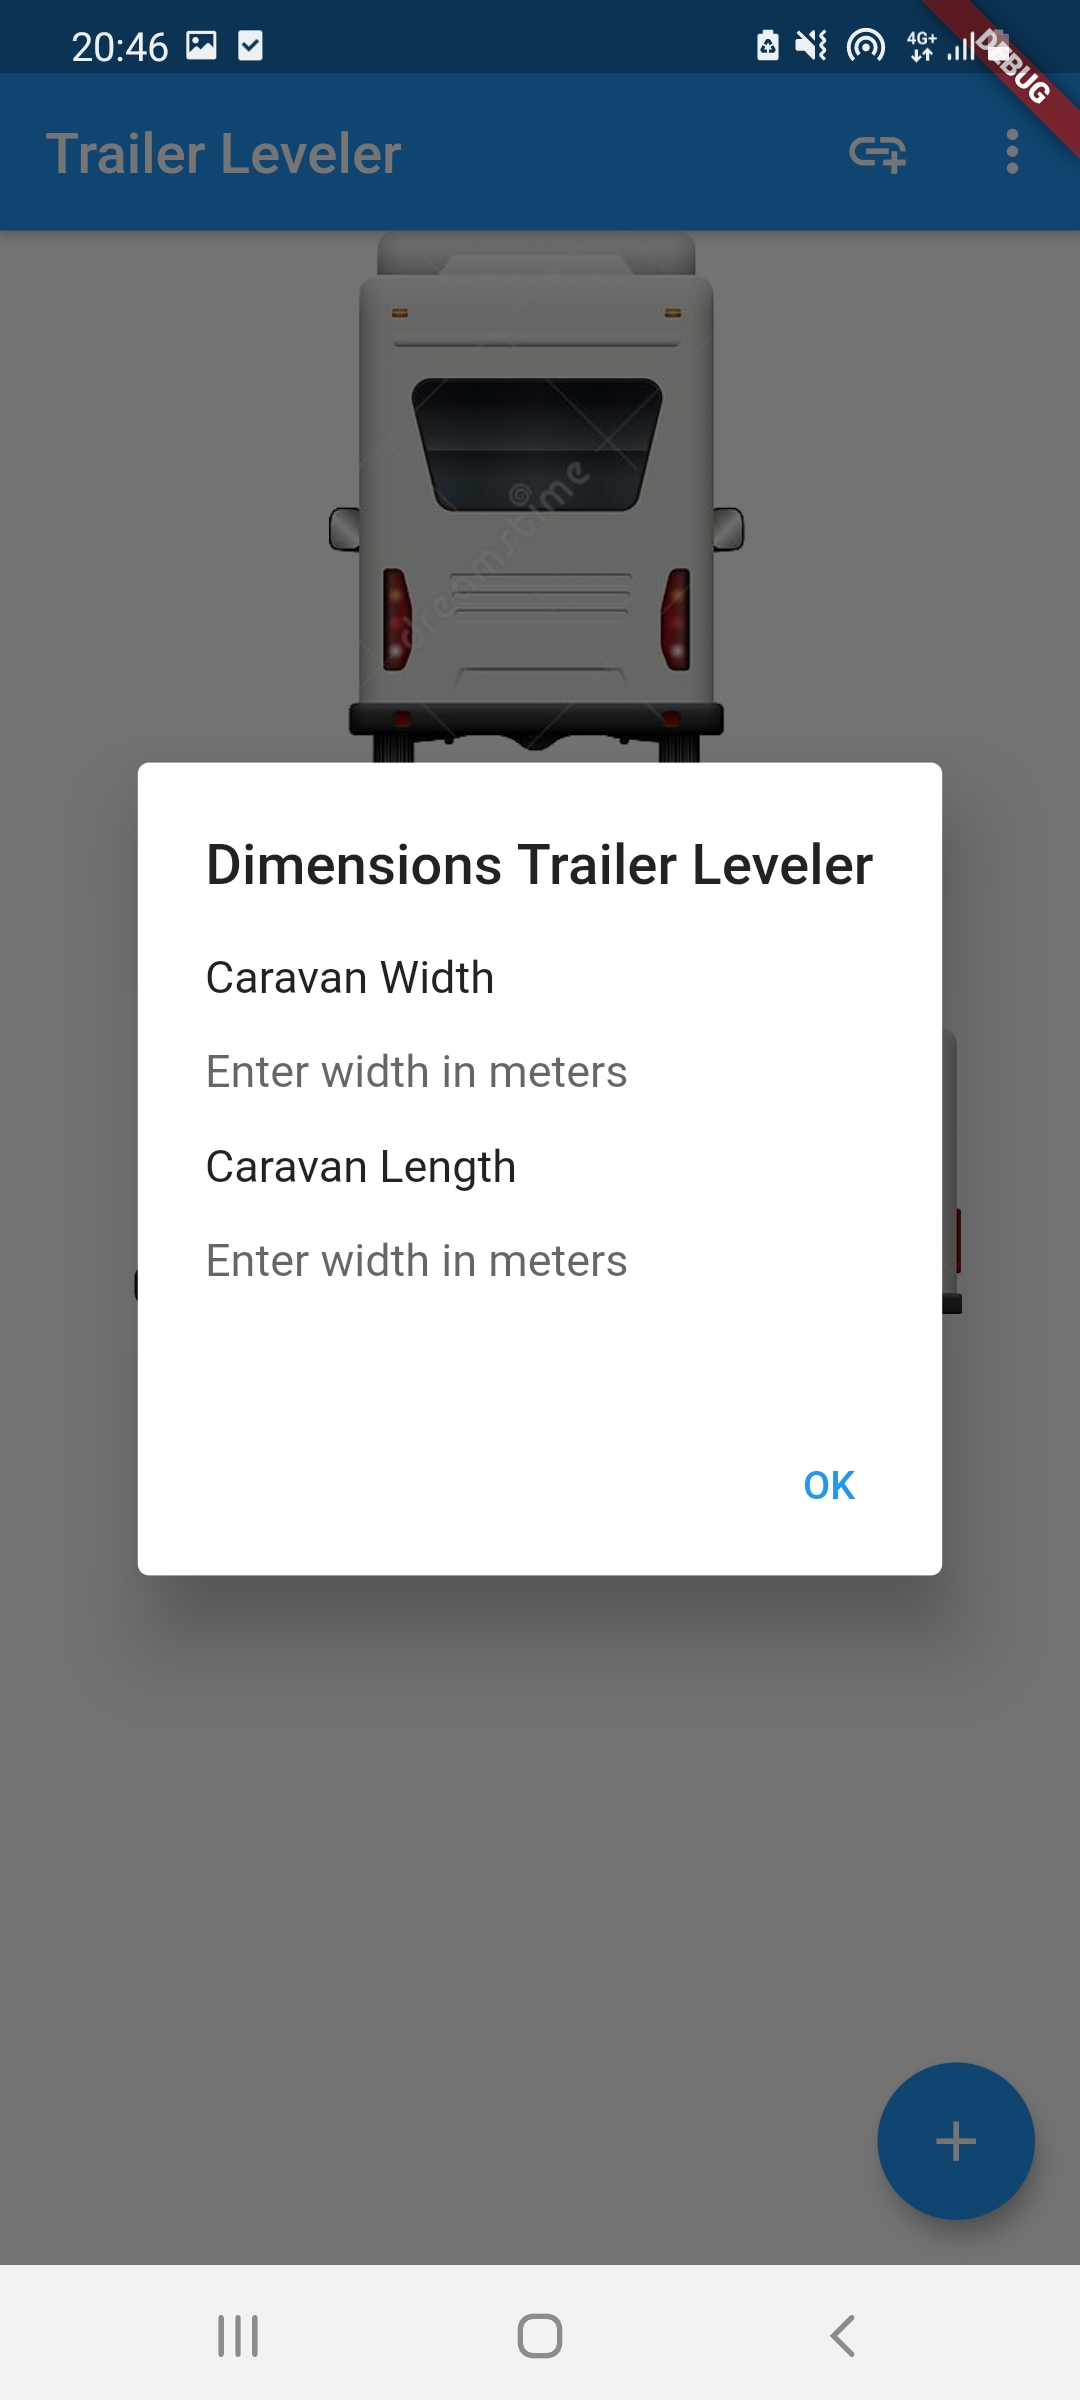 20:46
4G+
DEBUG
Trailer Leveler
dreamstime
Dimensions Trailer Leveler
Caravan Width
Enter width in meters
Caravan Length
Enter width in meters
OK